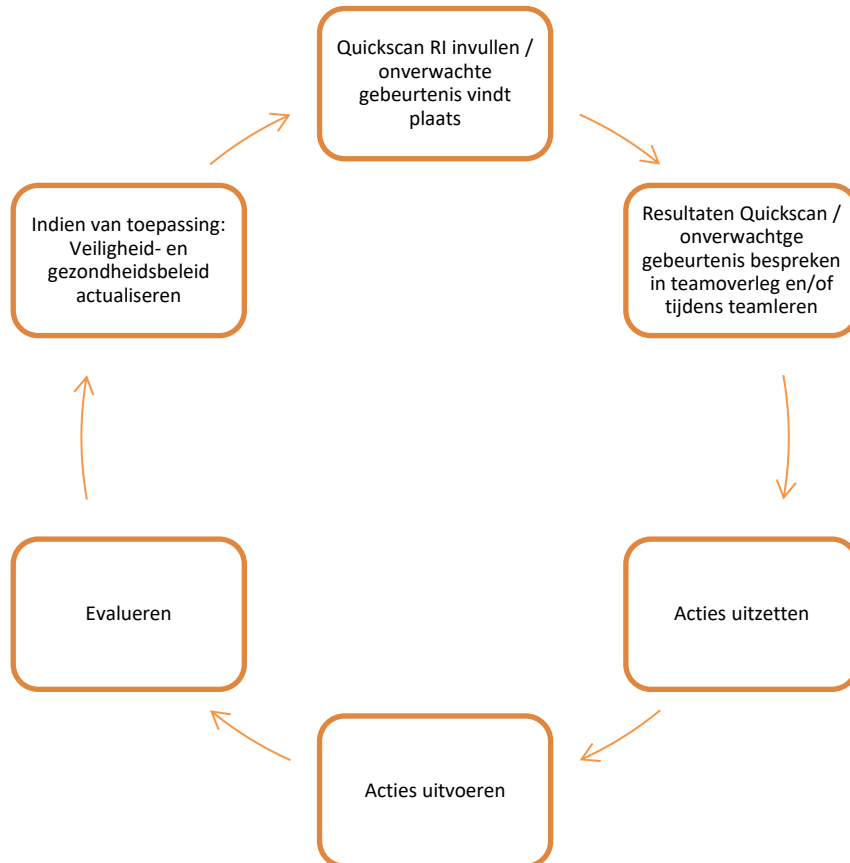 Quickscan RI invullen /
onverwachte
gebeurtenis vindt
plaats
Resultaten Quickscan /
onverwachtge
gebeurtenis bespreken
in teamoverleg en/of
tijdens teamleren
Acties uitzetten
Acties uitvoeren
Evalueren
Indien van toepassing:
Veiligheid- en
gezondheidsbeleid
actualiseren